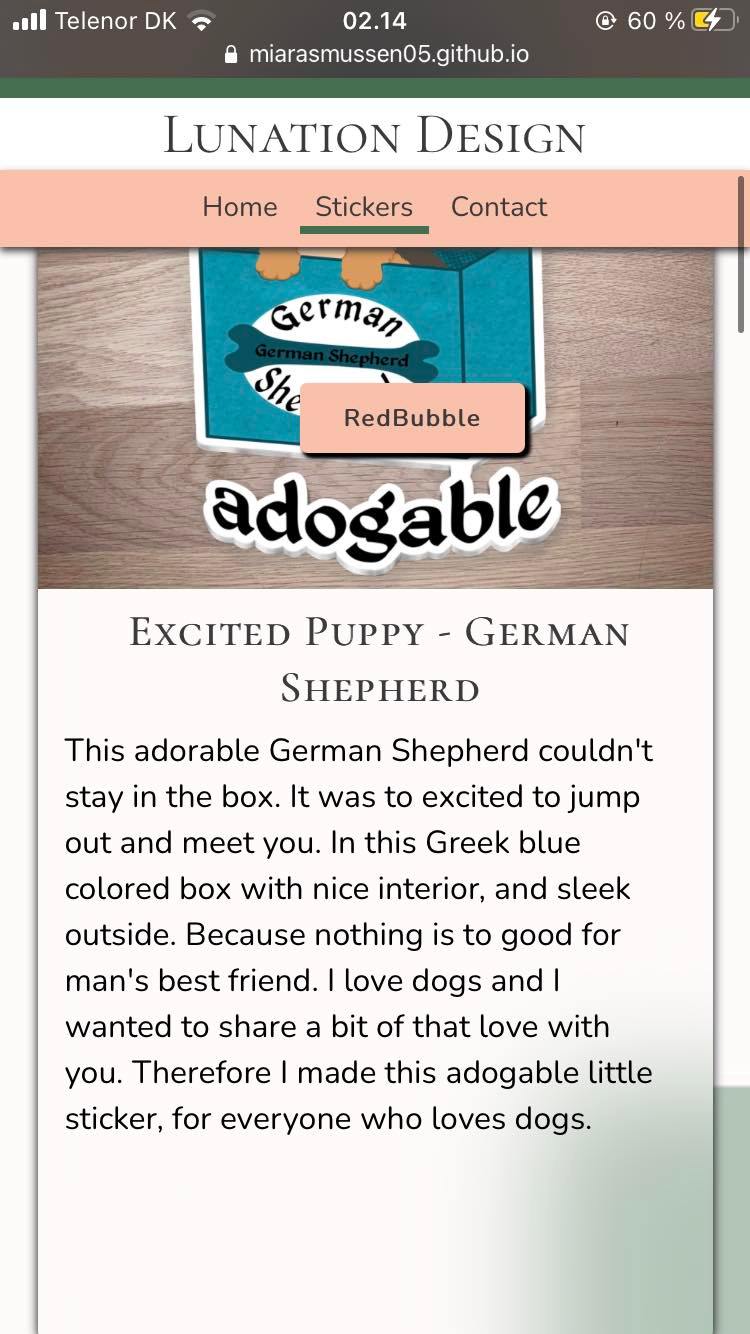 Telenor DK 02.14 60 %
miarasmussen05.github.io
LUNATION DESIGN
Home Stickers Contact
German
German Shepherd
She
RedBubble
adogable
EXCITED PUPPY - GERMAN
SHEPHERD
This adorable German Shepherd couldn't
stay in the box. It was to excited to jump
out and meet you. In this Greek blue
colored box with nice interior, and sleek
outside. Because nothing is to good for
man's best friend. I love dogs and I
wanted to share a bit of that love with
you. Therefore I made this adogable little
sticker, for everyone who loves dogs.